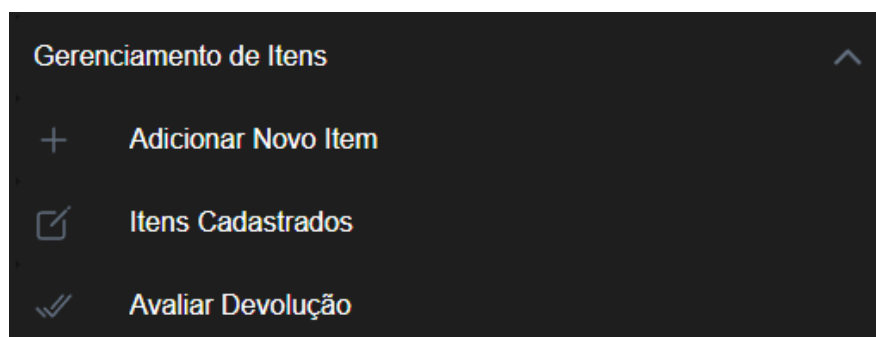 Gerenciamento de Itens
Adicionar Novo Item
Itens Cadastrados
Avaliar Devolução